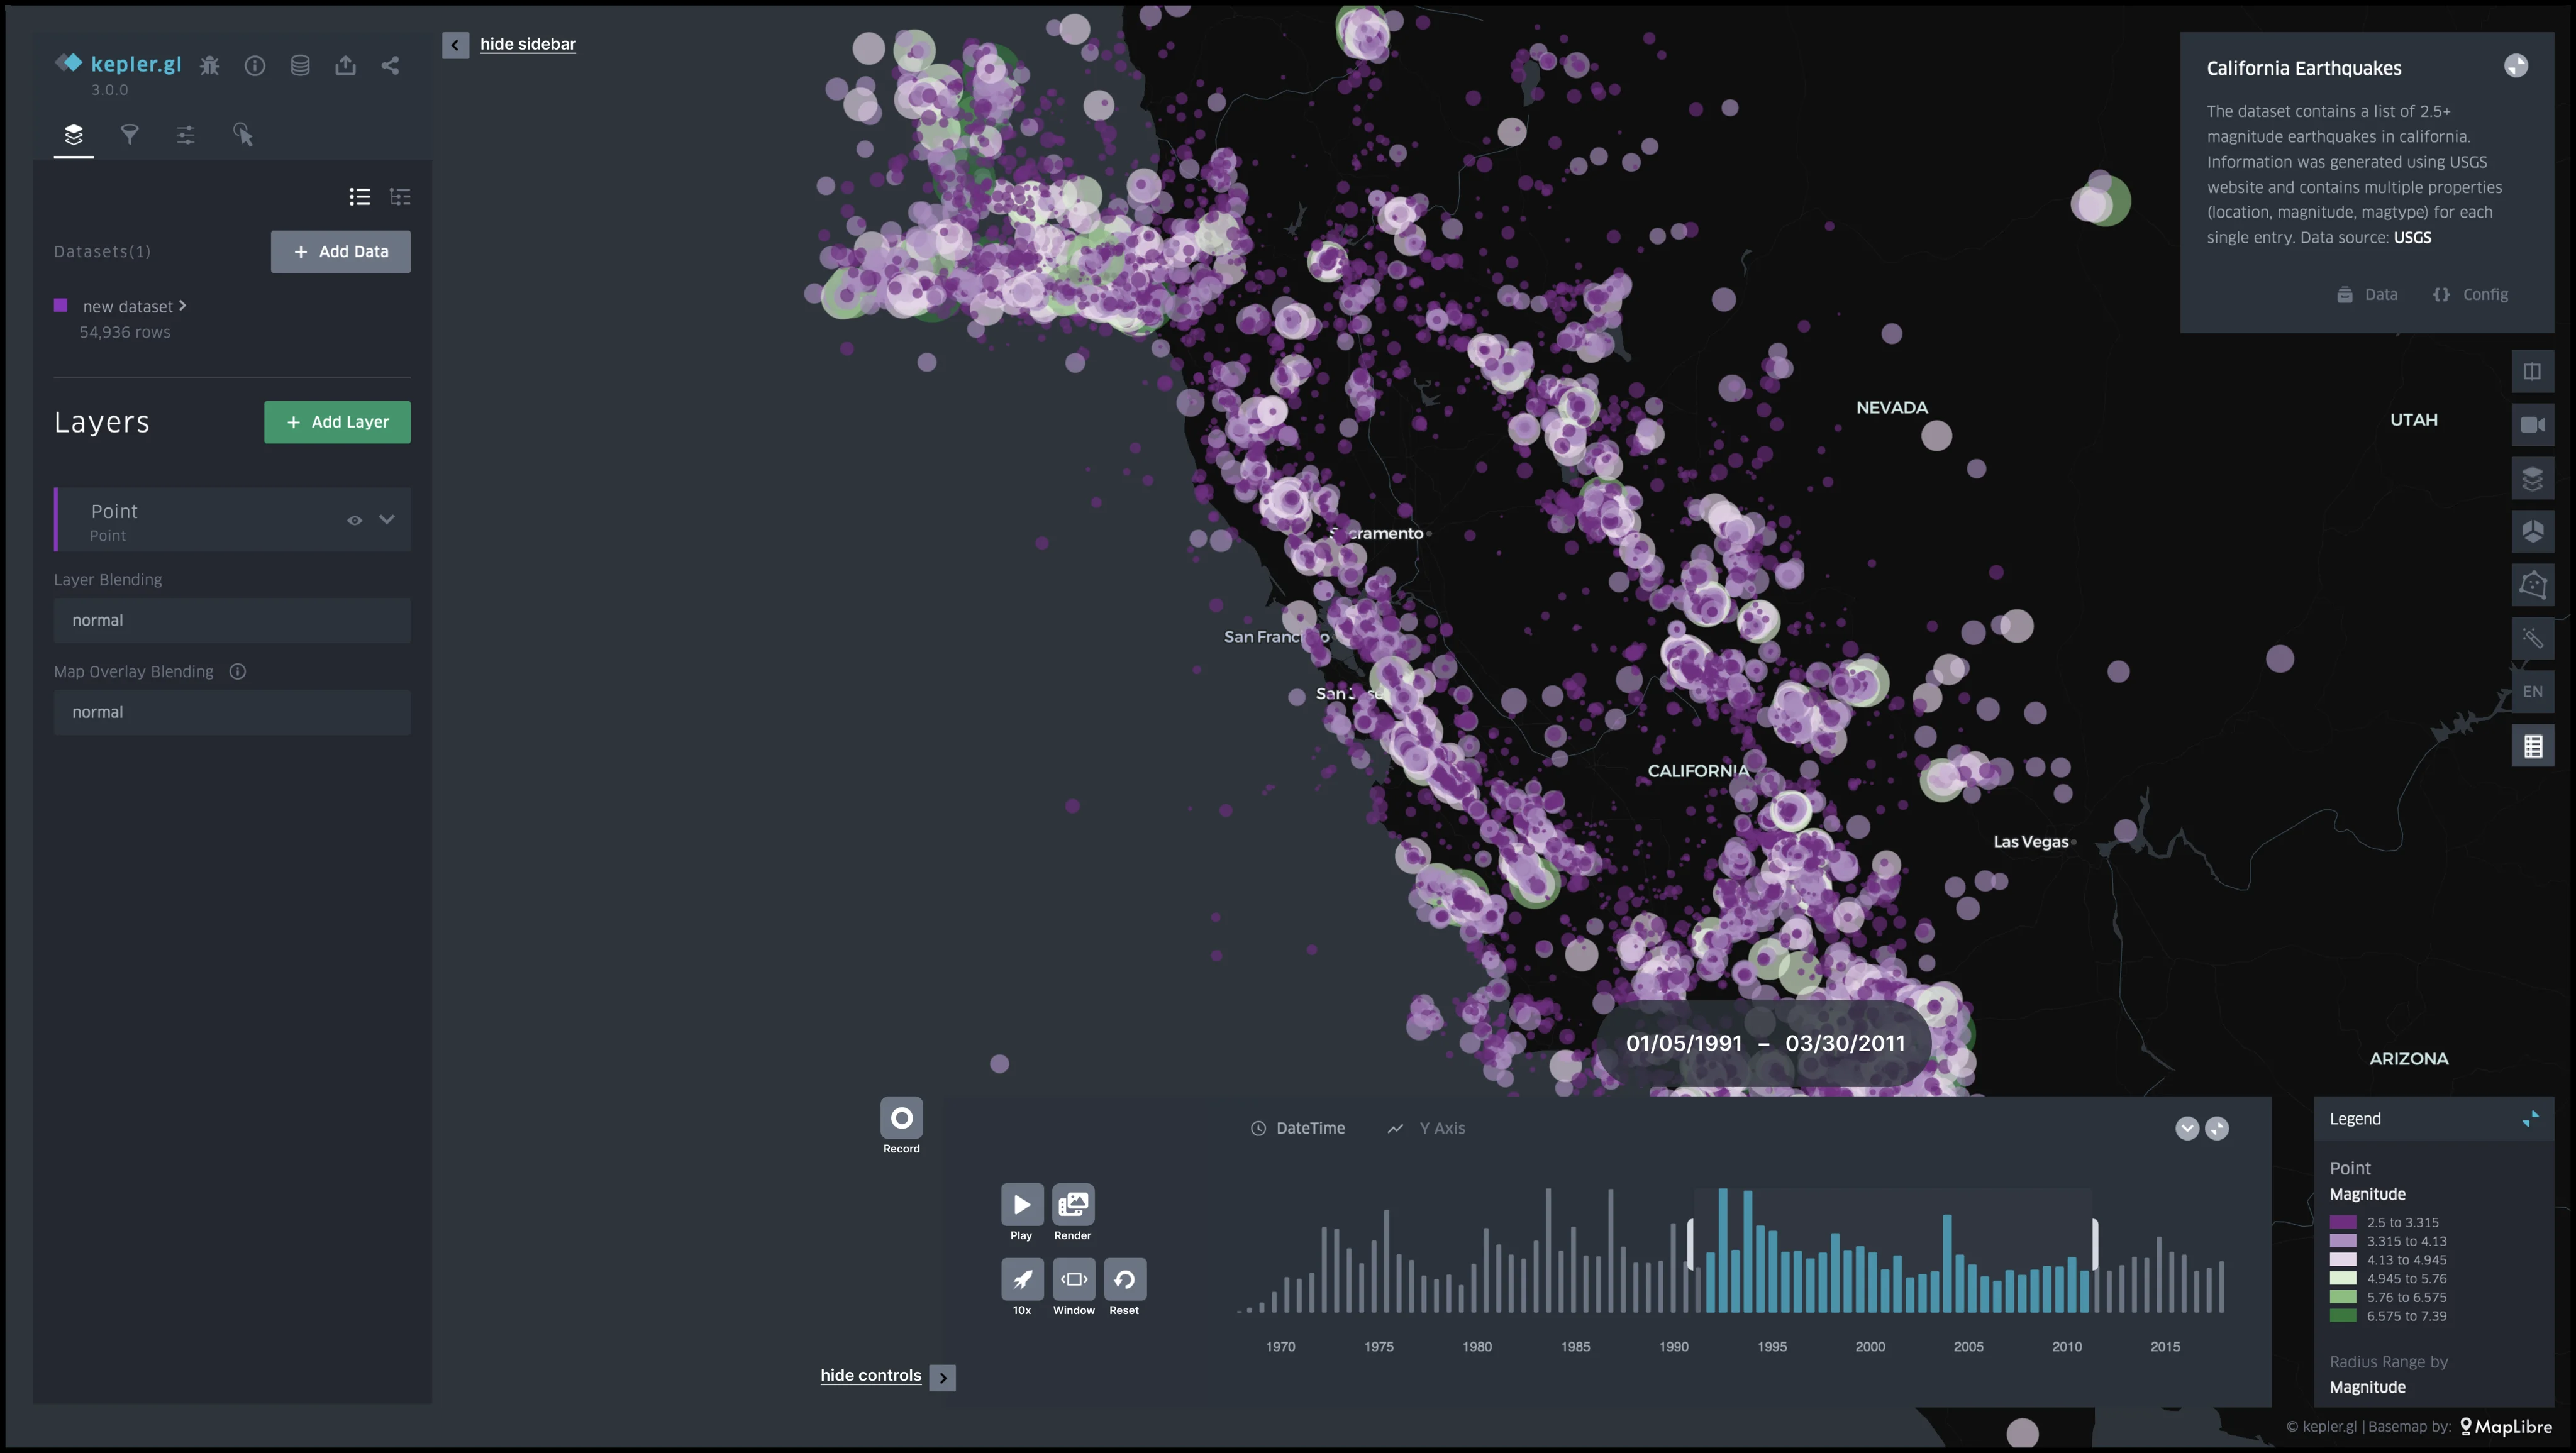 kepler.gl
3.0.0
hide sidebar
Datasets(1)
+ Add Data
new dataset
54,936 rows
Layers
+ Add Layer
Point
Point
Layer Blending
normal
Map Overlay Blending
normal
California Earthquakes
The dataset contains a list of 2.5+
magnitude earthquakes in california.
Information was generated using USGS
website and contains multiple properties
(location, magnitude, magtype) for each
single entry. Data source: USGS
Data
Config
EN
NEVADA
UTAH
Sacramento
San Francisco
San Jose
CALIFORNIA
Las Vegas
ARIZONA
01/05/1991 – 03/30/2011
Record
DateTime
Y Axis
Play
Render
10x
Window
Reset
1970 1975 1980 1985 1990 1995 2000 2005 2010 2015
hide controls
Legend
Point
Magnitude
2.5 to 3.315
3.315 to 4.13
4.13 to 4.945
4.945 to 5.76
5.76 to 6.575
6.575 to 7.39
Radius Range by
Magnitude
© kepler.gl | Basemap by: MapLibre